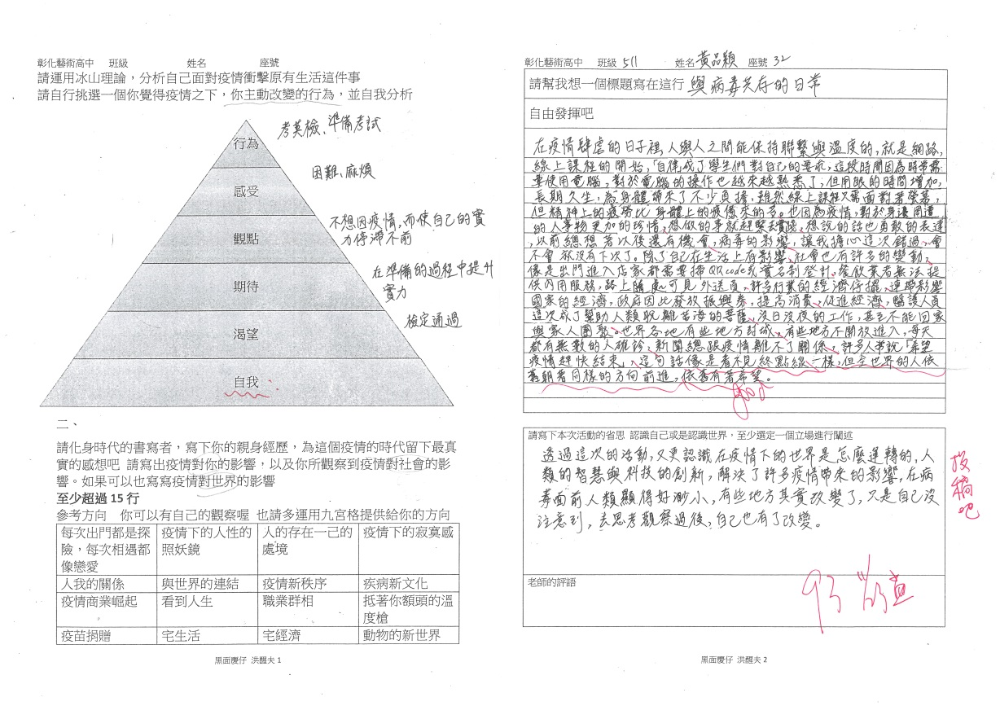 彰化藝術高中 班級 姓名 座號
請運用冰山理論，分析自己面對疫情衝擊原有生活這件事
請自行挑選一個你覺得疫情之下，你主動改變的行為，並自我分析
行為
考英檢、準備考試
感受
困難、麻煩
觀點
不想因疫情，而使自己的實
力停滯不前
期待
在準備的過程中提升
實力
渴望
檢定通過
自我
二、
請化身時代的書寫者，寫下你的親身經歷，為這個疫情的時代留下最真
實的感想吧 請寫出疫情對你的影響，以及你所觀察到疫情對社會的影
響。如果可以也寫寫疫情對世界的影響
至少超過 15 行
參考方向 你可以有自己的觀察喔 也請多運用九宮格提供給你的方向
每次出門都是探 疫情下的人性的 人的存在一己的 疫情下的寂寞感
險，每次相遇都 照妖鏡 處境
像戀愛
人我的關係 與世界的連結 疫情新秩序 疾病新文化
疫情商業崛起 看到人生 職業群相 抵著你額頭的溫
度槍
疫苗捐贈 宅生活 宅經濟 動物的新世界
黑面慶仔 洪醒夫 1
彰化藝術高中 班級 511 姓名 黃品穎 座號 32
請幫我想一個標題寫在這行 與病毒共存的日常
自由發揮吧
在疫情肆虐的日子裡，人與人之間能保持聯繫與溫度的，就是網路，
線上課程的開始，「自律」成了學生們對自己的要求，這段時間因為時常需
要使用電腦，對於電腦的操作也越來越熟悉了，但用眼的時間增加，
長期久坐，為身體帶來了不少負擔，雖然線上課程只需面對著螢幕，
但精神上的疲勞比身體上的疲憊來的多。也因為疫情，對於身邊周遭
的人事物更加的珍惜，想做的事就趕緊去實踐，想說的話也勇敢的表達
，以前總想著以後還有機會，病毒的影響，讓我擔心這次錯過，會
不會就沒有下次了。除了自己在生活上有影響，社會也有許多的變動，
像是出門進入店家都需要掃QRcode或實名制登計。餐飲業者無法提
供內用服務，路上隨處可見外送員，許多行業的經濟停擺，連帶影響
國家的經濟，政府因此發放振興券，提高消費、促進經濟，醫護人員
這次成了幫助人類脫離苦海的菩薩，沒日沒夜的工作，甚至不能回家
與家人團聚。世界各地有些地方封城，有些地方不開放進入，每天
都有無數的人確診，新聞總跟疫情離不了關係，許多人常說「希望
疫情趕快結束」，這句話像是看不見終點線一樣，但全世界的人依
舊朝著同樣的方向前進，依舊有著希望。
good
請寫下本次活動的省思 認識自己或是認識世界，至少選定一個立場進行闡述
透過這次的活動，又更認識在疫情下的世界是怎麼運轉的，人
類的智慧與科技的創新，解決了許多疫情帶來的影響，在病
毒面前人類顯得好渺小，有些地方其實改變了，只是自己沒
注意到，去思考觀察過後，自己也有了改變。
投稿吧
老師的評語
黑面慶仔 洪醒夫 2